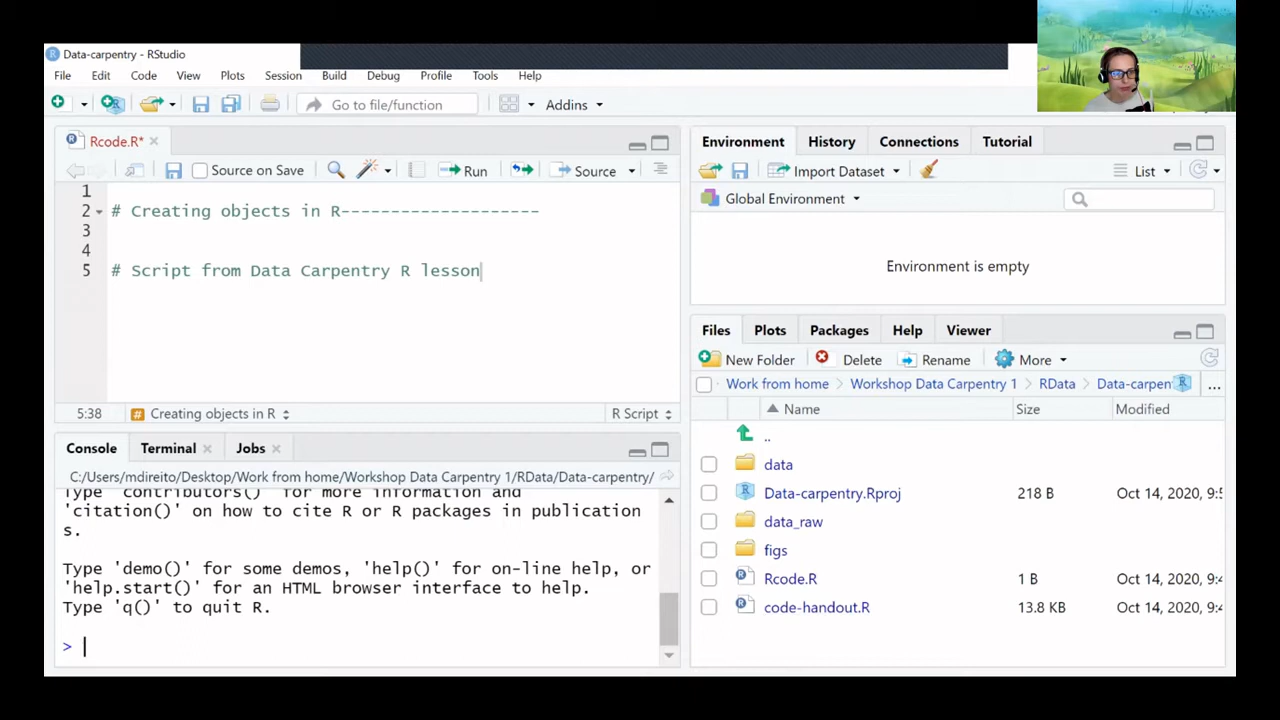 Data-carpentry - RStudio
File Edit Code View Plots Session Build Debug Profile Tools Help
Go to file/function Addins
Rcode.R*
Source on Save Run Source
1
2 # Creating objects in R--------------------
3
4
5 # Script from Data Carpentry R lesson
5:38 # Creating objects in R R Script
Console Terminal Jobs
C:/Users/mdireito/Desktop/Work from home/Workshop Data Carpentry 1/RData/Data-carpentry/
Type 'contributors()' for more information and
'citation()' on how to cite R or R packages in publication
s.
Type 'demo()' for some demos, 'help()' for on-line help, or
'help.start()' for an HTML browser interface to help.
Type 'q()' to quit R.
>
Environment History Connections Tutorial
Import Dataset List
Global Environment
Environment is empty
Files Plots Packages Help Viewer
New Folder Delete Rename More
Work from home Workshop Data Carpentry 1 RData Data-carpen ...
Name Size Modified
..
data
Data-carpentry.Rproj 218 B Oct 14, 2020, 9:5
data_raw
figs
Rcode.R 1 B Oct 14, 2020, 9:4
code-handout.R 13.8 KB Oct 14, 2020, 9:4